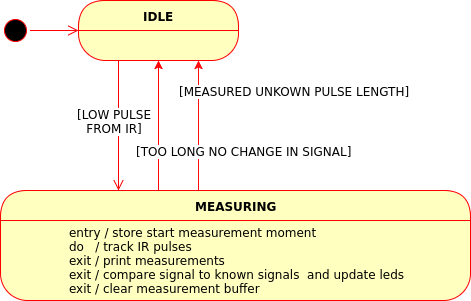 IDLE
[MEASURED UNKOWN PULSE LENGTH]
[LOW PULSE
FROM IR]
[TOO LONG NO CHANGE IN SIGNAL]
MEASURING
entry / store start measurement moment
do / track IR pulses
exit / print measurements
exit / compare signal to known signals and update leds
exit / clear measurement buffer